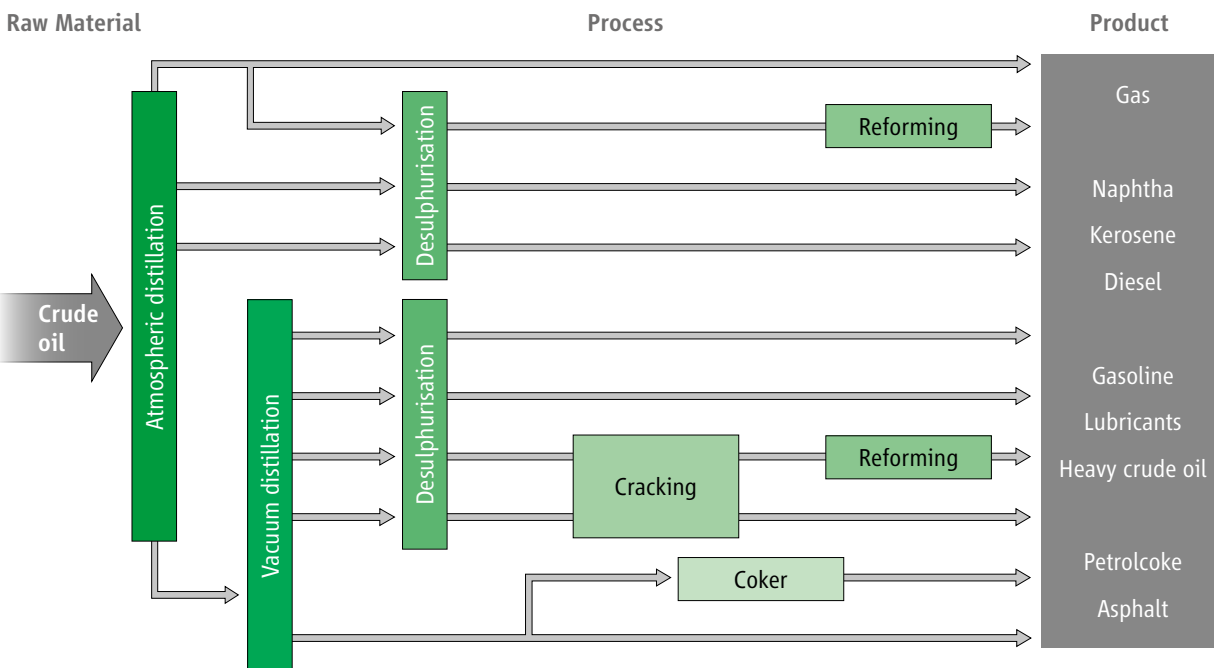 Raw Material
Process
Product
Gas
Desulphurisation
Reforming
Naphtha
Kerosene
Diesel
Atmospheric distillation
Crude
oil
Vacuum distillation
Desulphurisation
Gasoline
Lubricants
Heavy crude oil
Cracking
Reforming
Petrolcoke
Coker
Asphalt